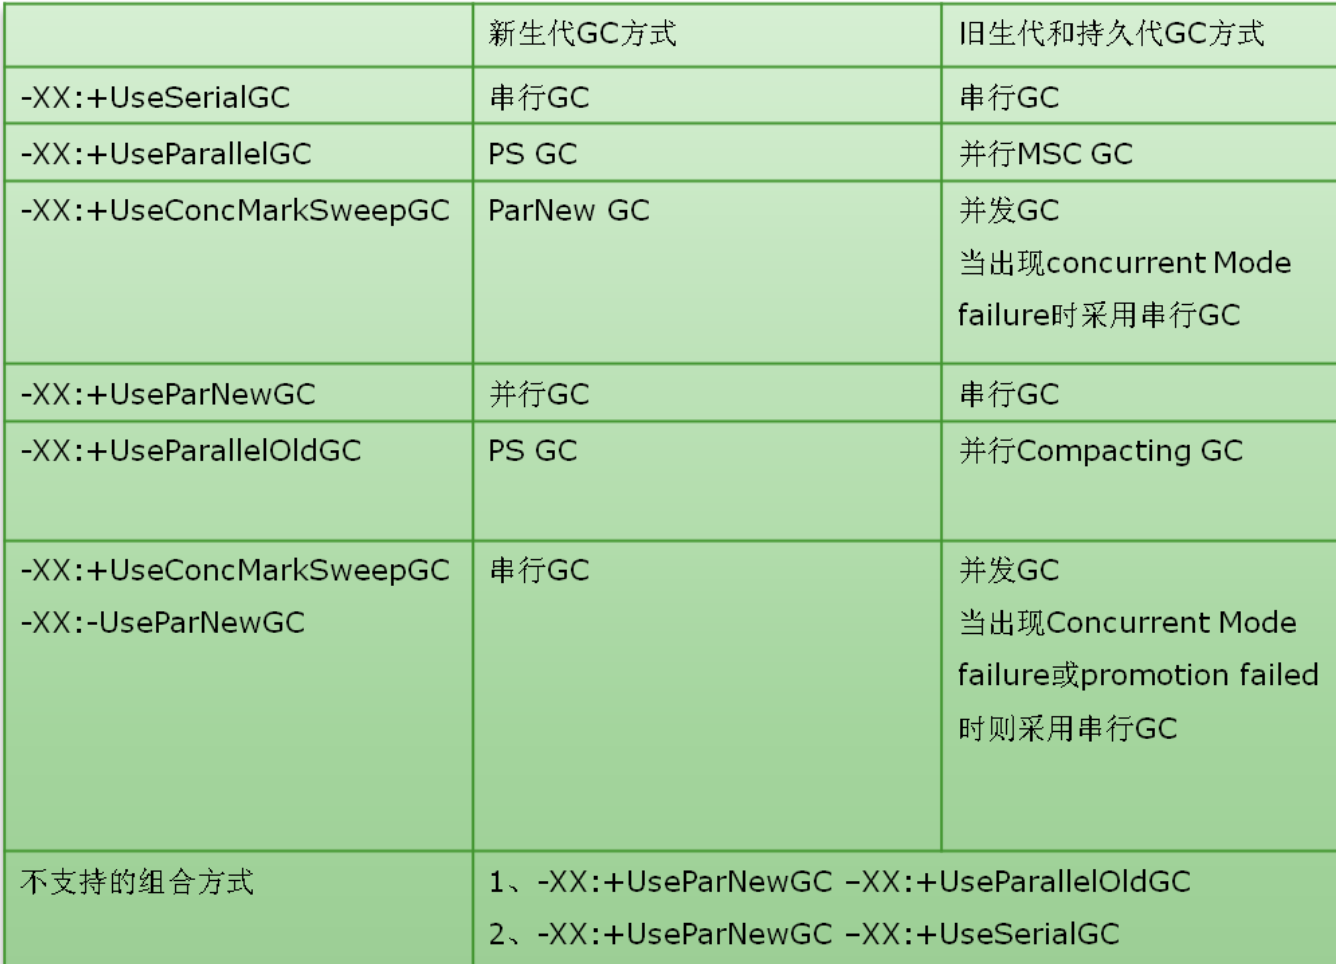 新生代GC方式
旧生代和持久代GC方式
-XX:+UseSerialGC
串行GC
串行GC
-XX:+UseParallelGC
PS GC
并行MSC GC
-XX:+UseConcMarkSweepGC
ParNew GC
并发GC
当出现concurrent Mode
failure时采用串行GC
-XX:+UseParNewGC
并行GC
串行GC
-XX:+UseParallelOldGC
PS GC
并行Compacting GC
-XX:+UseConcMarkSweepGC
-XX:-UseParNewGC
串行GC
并发GC
当出现Concurrent Mode
failure或promotion failed
时则采用串行GC
不支持的组合方式
1、-XX:+UseParNewGC –XX:+UseParallelOldGC
2、-XX:+UseParNewGC –XX:+UseSerialGC